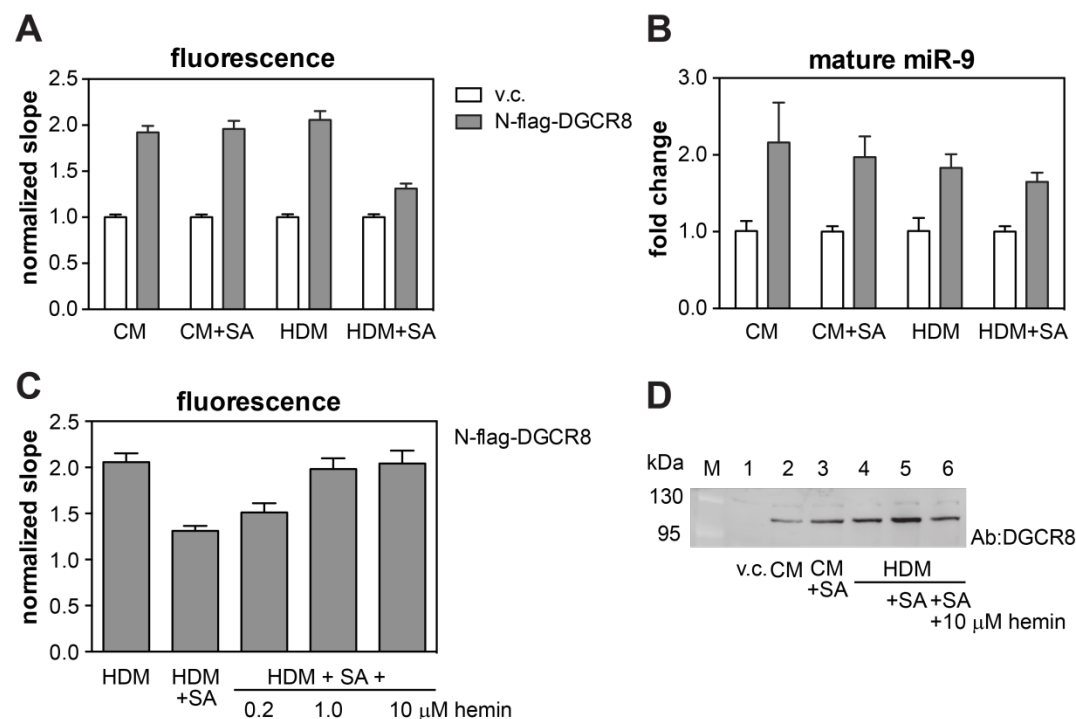 A
fluorescence
normalized slope
2.5
2.0
1.5
1.0
0.5
0.0
CM
CM+SA
HDM
HDM+SA
v.c.
N-flag-DGCR8
B
mature miR-9
fold change
3.0
2.0
1.0
0.0
CM
CM+SA
HDM
HDM+SA
C
fluorescence
normalized slope
2.5
2.0
1.5
1.0
0.5
0.0
N-flag-DGCR8
HDM
HDM
+SA
HDM + SA +
0.2 1.0 10 μM hemin
D
kDa M 1 2 3 4 5 6
130
95
Ab:DGCR8
v.c. CM CM
+SA
HDM
+SA +SA
+10 μM hemin